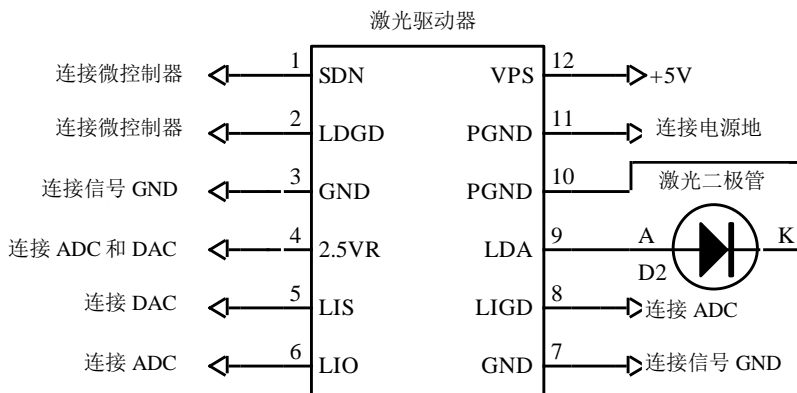 激光驱动器
连接微控制器 1 SDN VPS 12 +5V
连接微控制器 2 LDGD PGND 11 连接电源地
连接信号 GND 3 GND PGND 10 激光二极管
连接 ADC 和 DAC 4 2.5VR LDA 9 A K
D2
连接 DAC 5 LIS LIGD 8 连接 ADC
连接 ADC 6 LIO GND 7 连接信号 GND